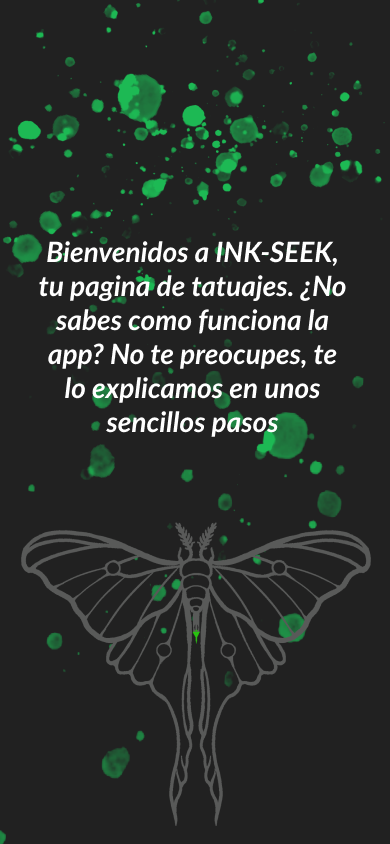 Bienvenidos a INK-SEEK,
tu pagina de tatuajes. ¿No
sabes como funciona la
app? No te preocupes, te
lo explicamos en unos
sencillos pasos